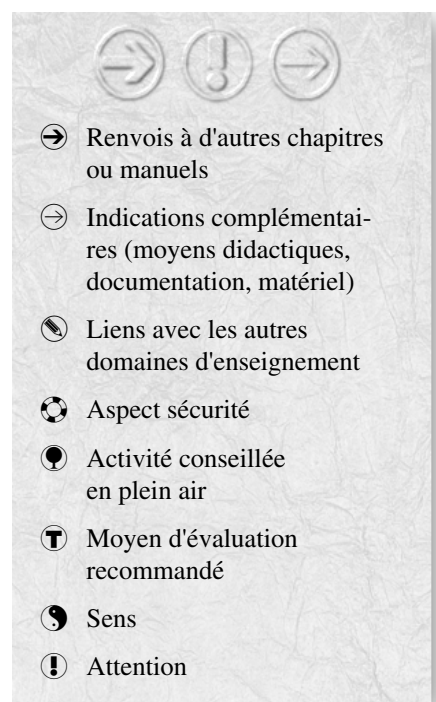 Renvois à d'autres chapitres
ou manuels
Indications complémentai-
res (moyens didactiques,
documentation, matériel)
Liens avec les autres
domaines d'enseignement
Aspect sécurité
Activité conseillée
en plein air
T Moyen d'évaluation
recommandé
Sens
! Attention